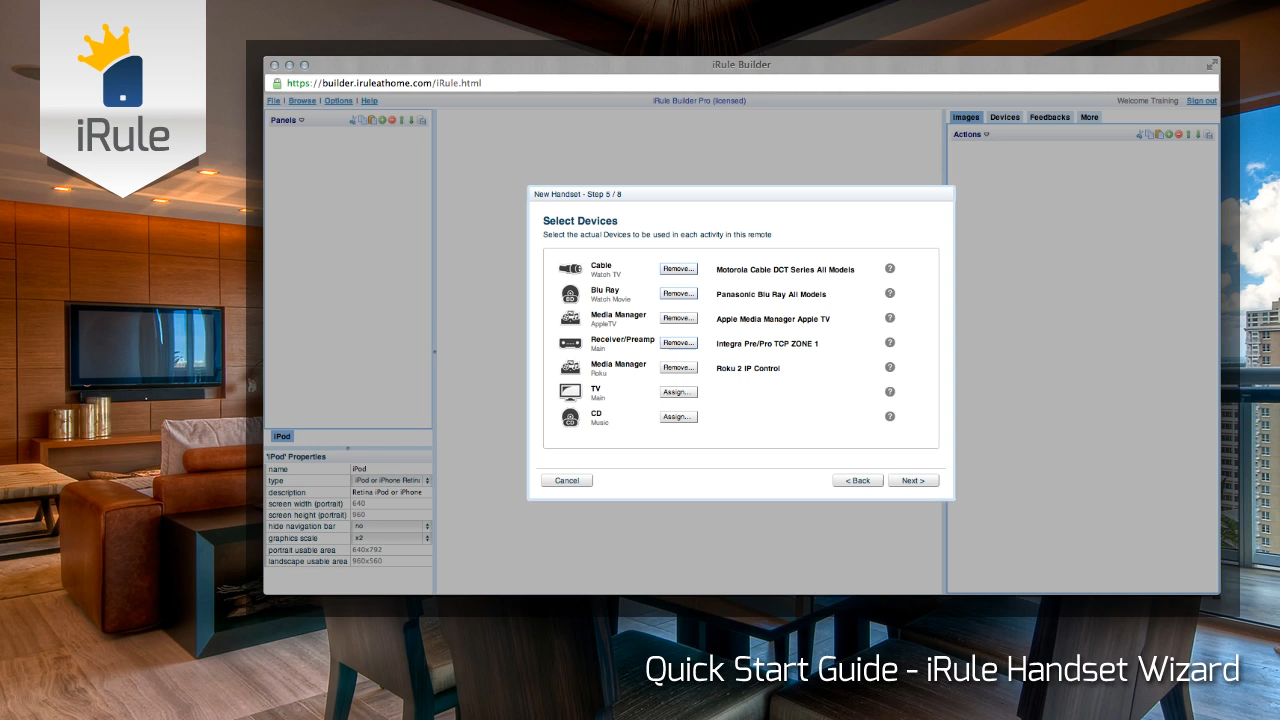 iRule
iRule Builder
https://builder.iruleathome.com/iRule.html
File | Browse | Options | Help
iRule Builder Pro (licensed)
Welcome Training Sign out
Panels
Images Devices Feedbacks More
Actions
New Handset - Step 5 / 8
Select Devices
Select the actual Devices to be used in each activity in this remote
Cable
Watch TV
Remove...
Motorola Cable DCT Series All Models
?
BD
Blu Ray
Watch Movie
Remove...
Panasonic Blu Ray All Models
?
Media Manager
AppleTV
Remove...
Apple Media Manager Apple TV
?
Receiver/Preamp
Main
Remove...
Integra Pre/Pro TCP ZONE 1
?
Media Manager
Roku
Remove...
Roku 2 IP Control
?
TV
Main
Assign...
?
CD
CD
Music
Assign...
?
Cancel
< Back
Next >
iPod
'iPod' Properties
name iPod
type iPod or iPhone Retina
description Retina iPod or iPhone
screen width (portrait) 640
screen height (portrait) 960
hide navigation bar no
graphics scale x2
portrait usable area 640x792
landscape usable area 960x560
Quick Start Guide - iRule Handset Wizard